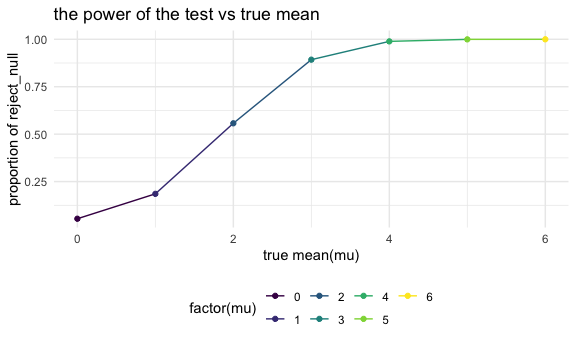 the power of the test vs true mean
proportion of reject_null
1.00
0.75
0.50
0.25
0 2 4 6
true mean(mu)
factor(mu)
0 2 4 6
1 3 5